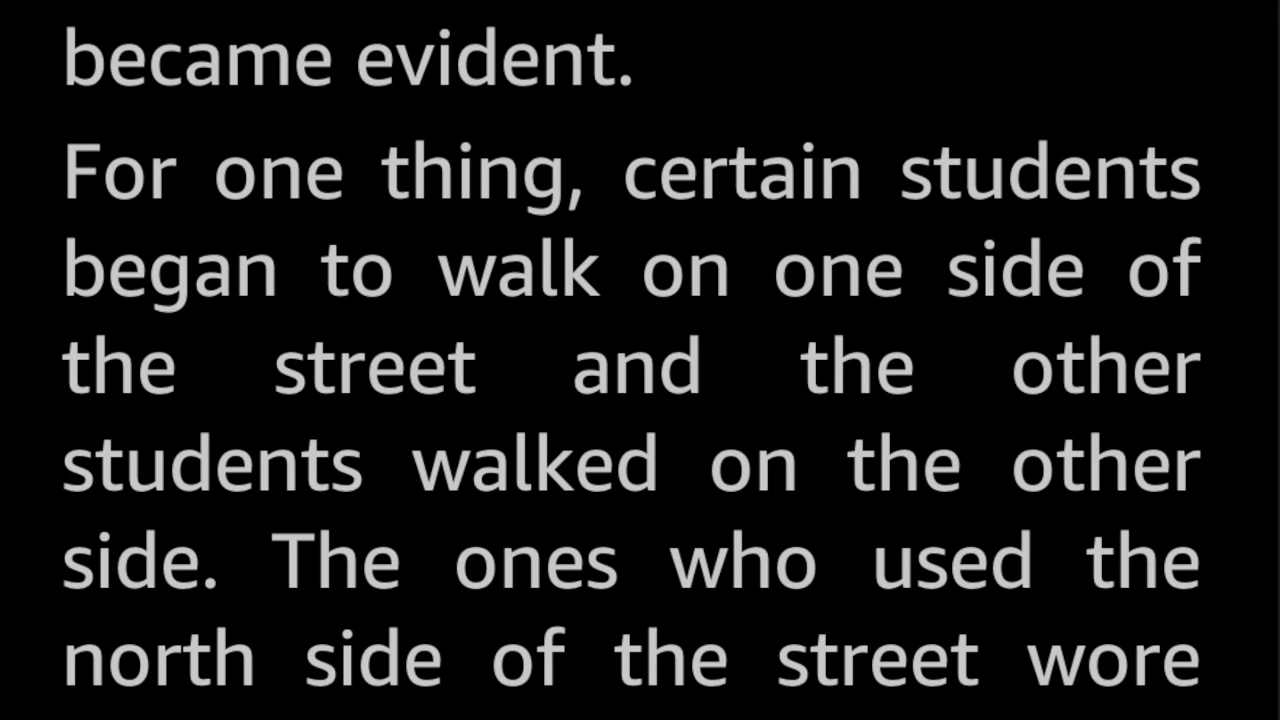 became evident.
For one thing, certain students
began to walk on one side of
the street and the other
students walked on the other
side. The ones who used the
north side of the street wore